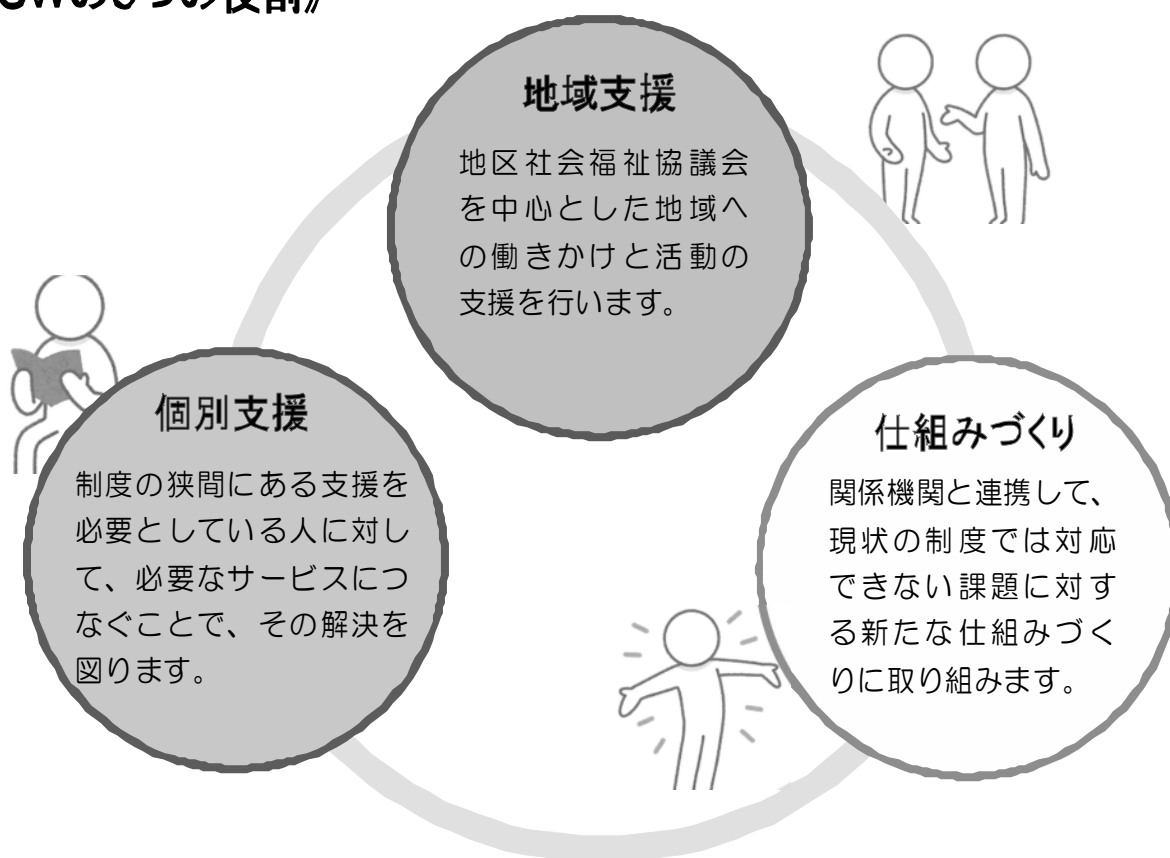 の役割》
地域支援
地区社会福祉協議会
を中心とした地域へ
の働きかけと活動の
支援を行います。
個別支援
制度の狭間にある支援を
必要としている人に対し
て、必要なサービスにつ
なぐことで、その解決を
図ります。
仕組みづくり
関係機関と連携して、
現状の制度では対応
できない課題に対す
る新たな仕組みづく
りに取り組みます。